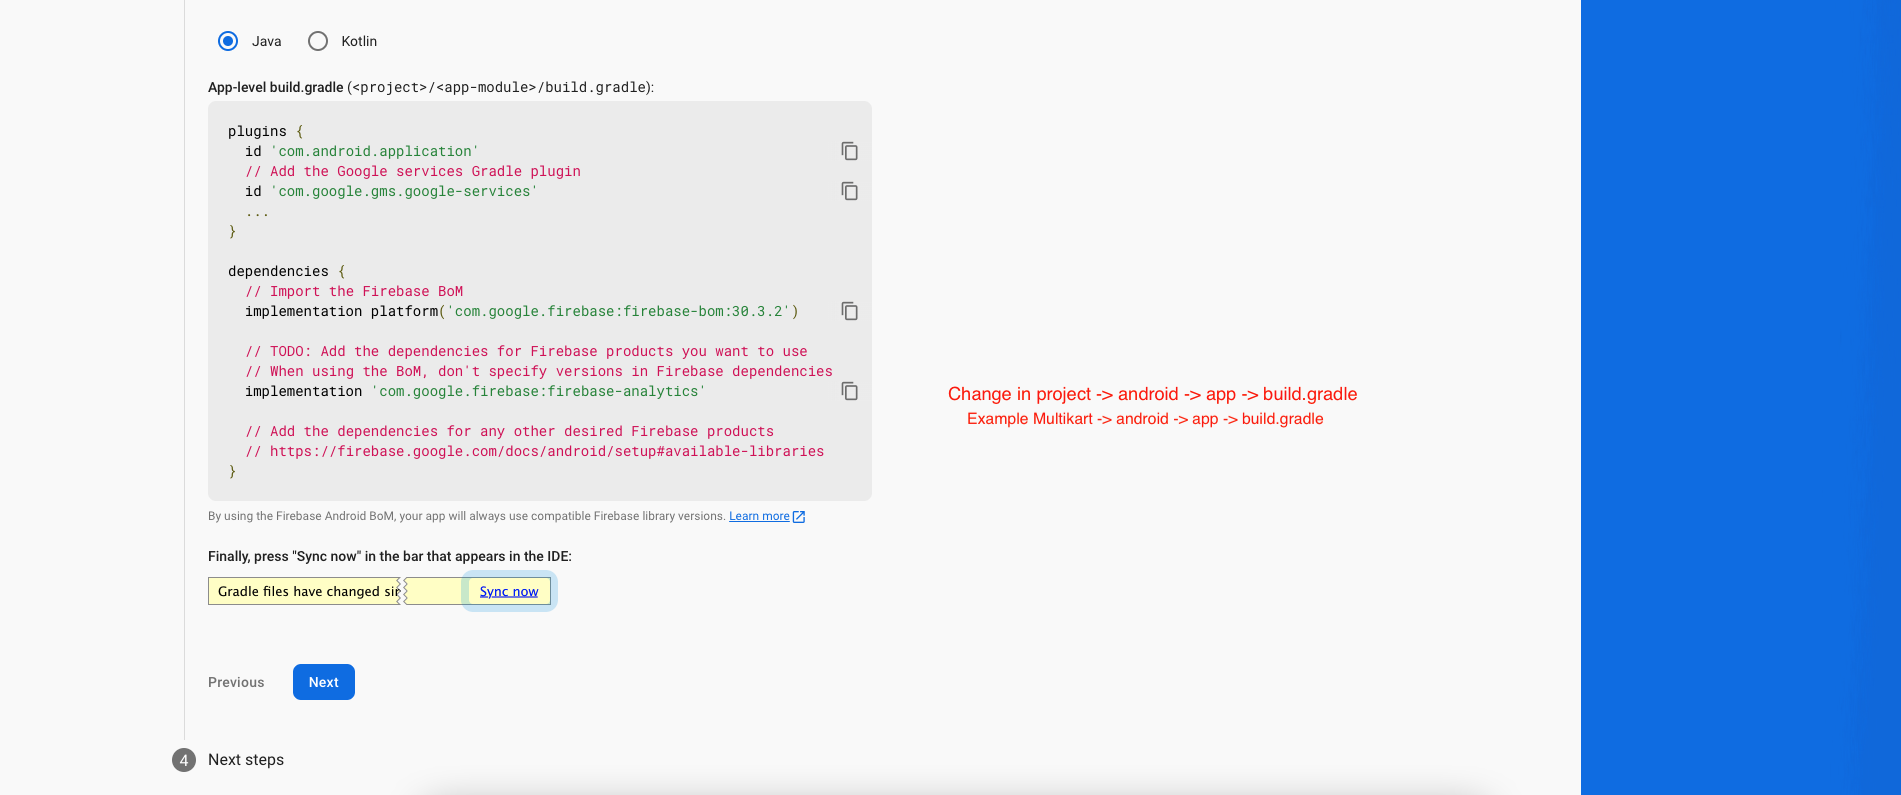 Java Kotlin
App-level build.gradle (<project>/<app-module>/build.gradle):
plugins {
id 'com.android.application'
// Add the Google services Gradle plugin
id 'com.google.gms.google-services'
...
}
dependencies {
// Import the Firebase BoM
implementation platform('com.google.firebase:firebase-bom:30.3.2')
// TODO: Add the dependencies for Firebase products you want to use
// When using the BoM, don't specify versions in Firebase dependencies
implementation 'com.google.firebase:firebase-analytics'
// Add the dependencies for any other desired Firebase products
// https://firebase.google.com/docs/android/setup#available-libraries
}
Change in project -> android -> app -> build.gradle
Example Multikart -> android -> app -> build.gradle
By using the Firebase Android BoM, your app will always use compatible Firebase library versions. Learn more
Finally, press "Sync now" in the bar that appears in the IDE:
Gradle files have changed sin Sync now
Previous Next
4 Next steps